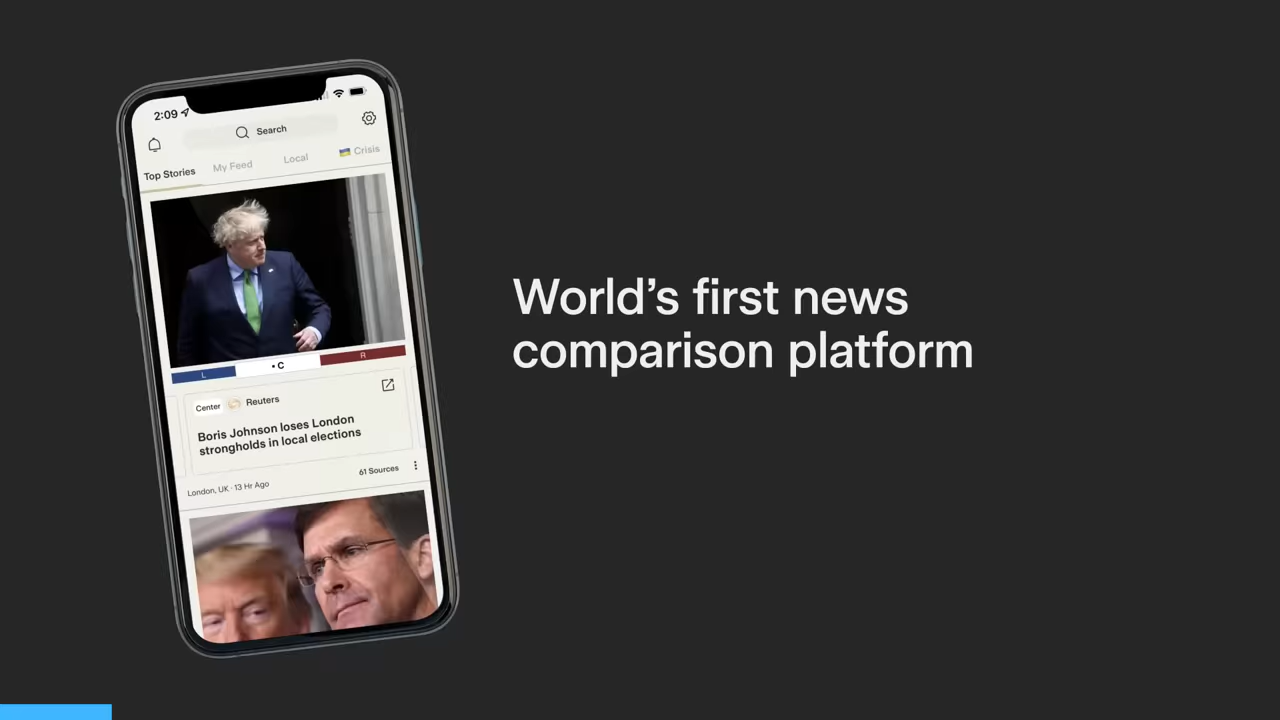 2:09
Search
Top Stories
My Feed
Local
Crisis
L
C
R
Center
Reuters
Boris Johnson loses London
strongholds in local elections
61 Sources
London, UK · 13 Hr Ago
World’s first news
comparison platform